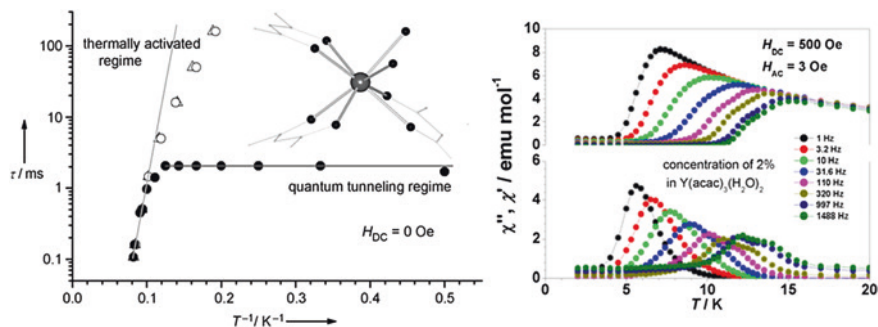 100
10
1
0.1
τ / ms
thermally activated
regime
quantum tunneling regime
H_DC = 0 Oe
0.0 0.1 0.2 0.3 0.4 0.5
T⁻¹/ K⁻¹
10
8
6
4
2
0
6
4
2
0
χ'', χ' / emu mol⁻¹
H_DC = 500 Oe
H_AC = 3 Oe
concentration of 2%
in Y(acac)₃(H₂O)₂
1 Hz
3.2 Hz
10 Hz
31.6 Hz
110 Hz
320 Hz
997 Hz
1488 Hz
0 5 10 15 20
T / K